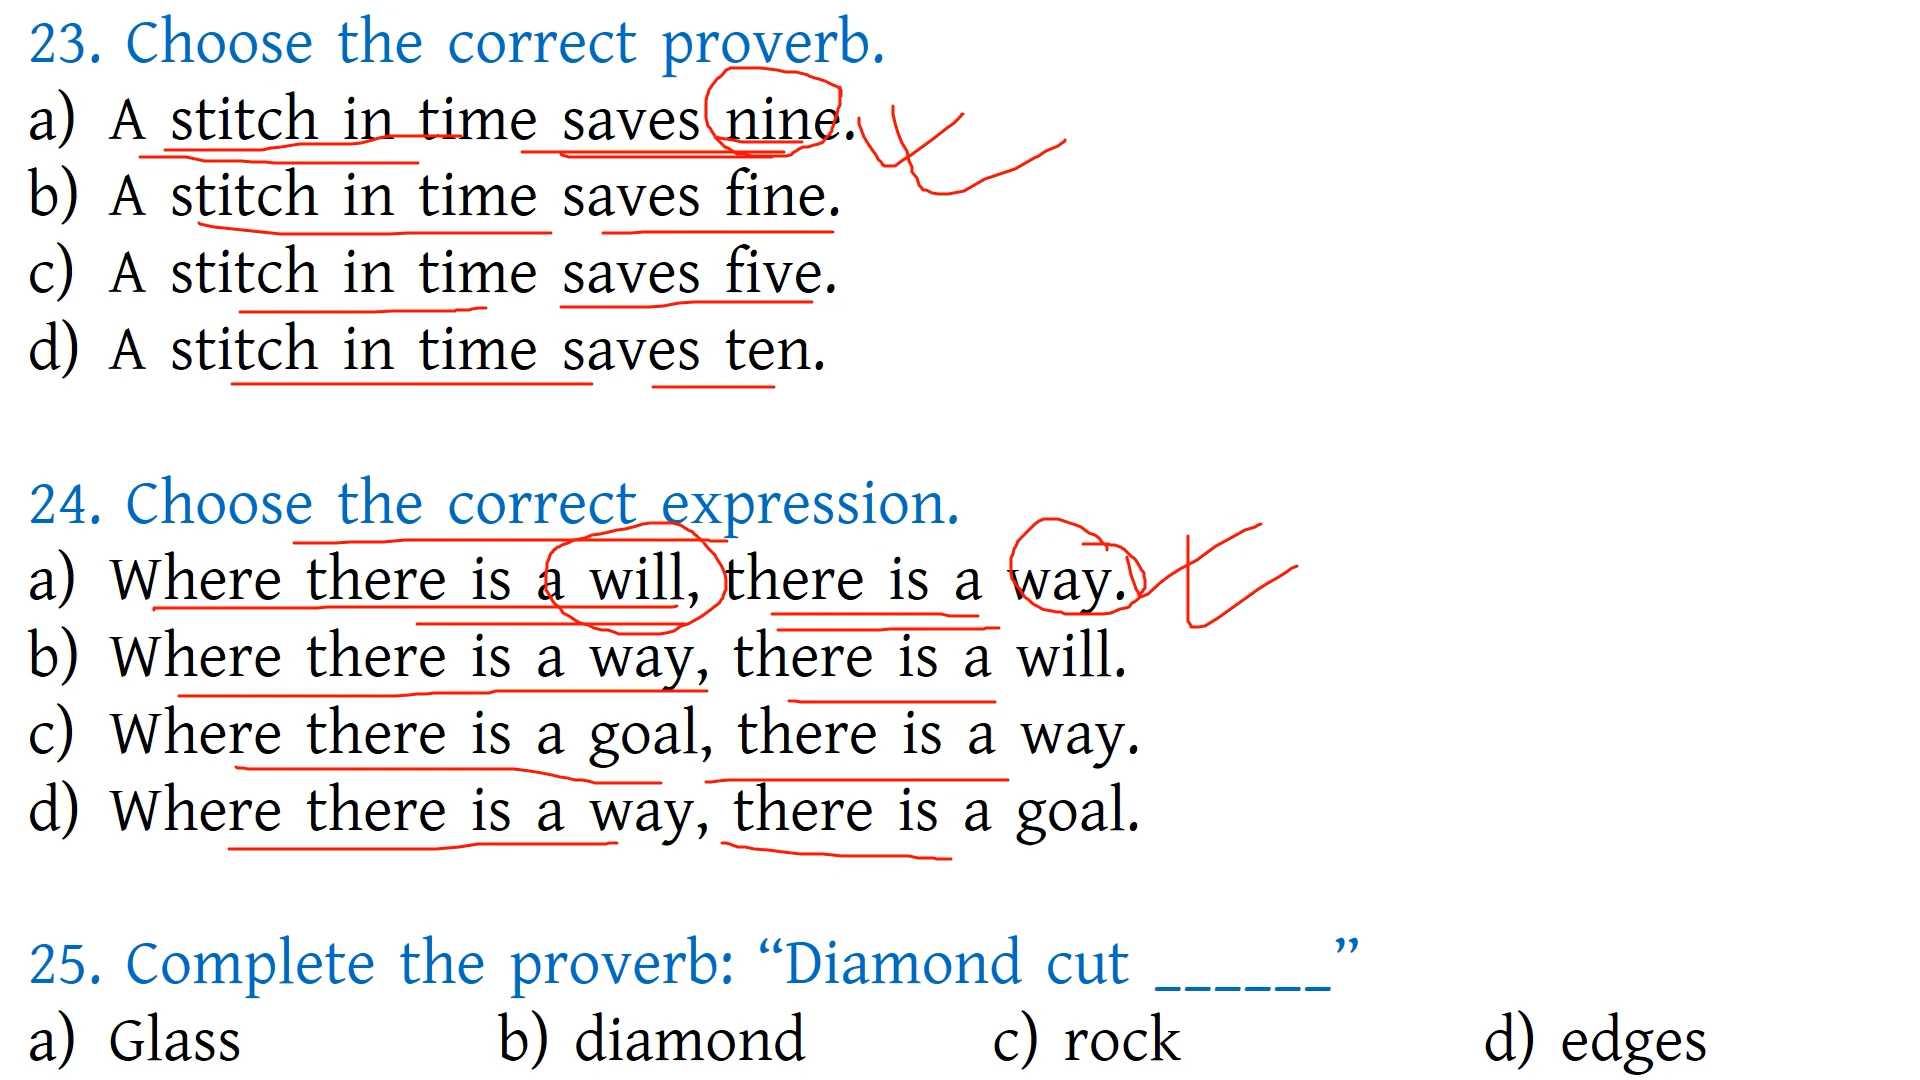 23. Choose the correct proverb.
a) A stitch in time saves nine.
b) A stitch in time saves fine.
c) A stitch in time saves five.
d) A stitch in time saves ten.
24. Choose the correct expression.
a) Where there is a will, there is a way.
b) Where there is a way, there is a will.
c) Where there is a goal, there is a way.
d) Where there is a way, there is a goal.
25. Complete the proverb: “Diamond cut ______”
a) Glass b) diamond c) rock d) edges